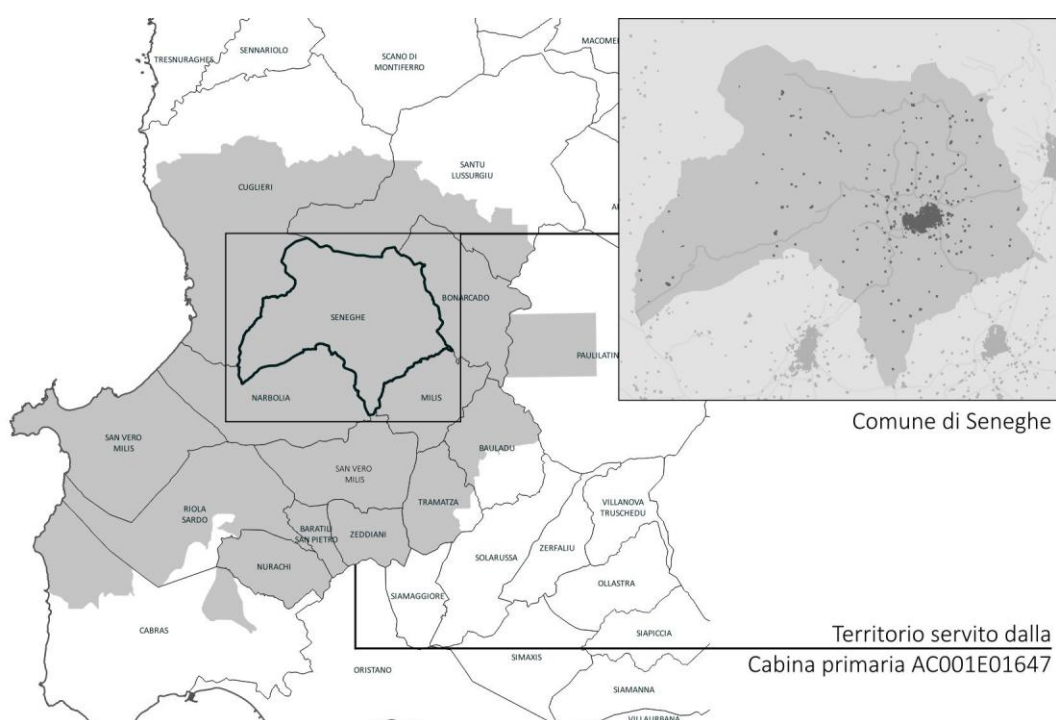 TRESNURAGHES
SENNARIOLO
SCANO DI
MONTIFERRO
SANTU
LUSSURGIU
CUGLIERI
BONARCADO
SENEGHE
NARBOLIA
MILIS
SAN VERO
MILIS
SAN VERO
MILIS
BAULADU
TRAMATZA
RIOLA
SARDO
BARATILI
SAN PIETRO
ZEDDIANI
NURACHI
VILLANOVA
TRUSCHEDU
ZERFALIU
SOLARUSSA
OLLASTRA
SIAMAGGIORE
SIAPICCIA
CABRAS
ORISTANO
SIMAXIS
SIAMANNA
VILLAURBANA
Comune di Seneghe
Territorio servito dalla
Cabina primaria AC001E01647